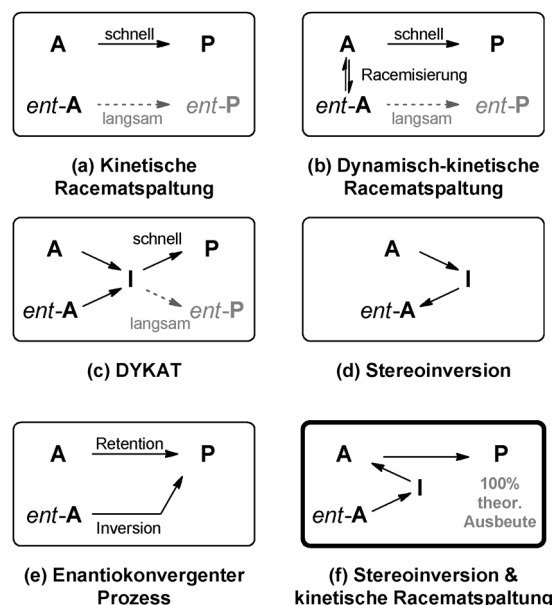 A schnell P
ent-A langsam ent-P
(a) Kinetische
Racematspaltung
A schnell P
Racemisierung
ent-A langsam ent-P
(b) Dynamisch-kinetische
Racematspaltung
A schnell P
I
ent-A langsam ent-P
(c) DYKAT
A
I
ent-A
(d) Stereoinversion
A Retention P
ent-A Inversion
(e) Enantiokonvergenter
Prozess
A P
I
ent-A
100%
theor.
Ausbeute
(f) Stereoinversion &
kinetische Racematspaltung